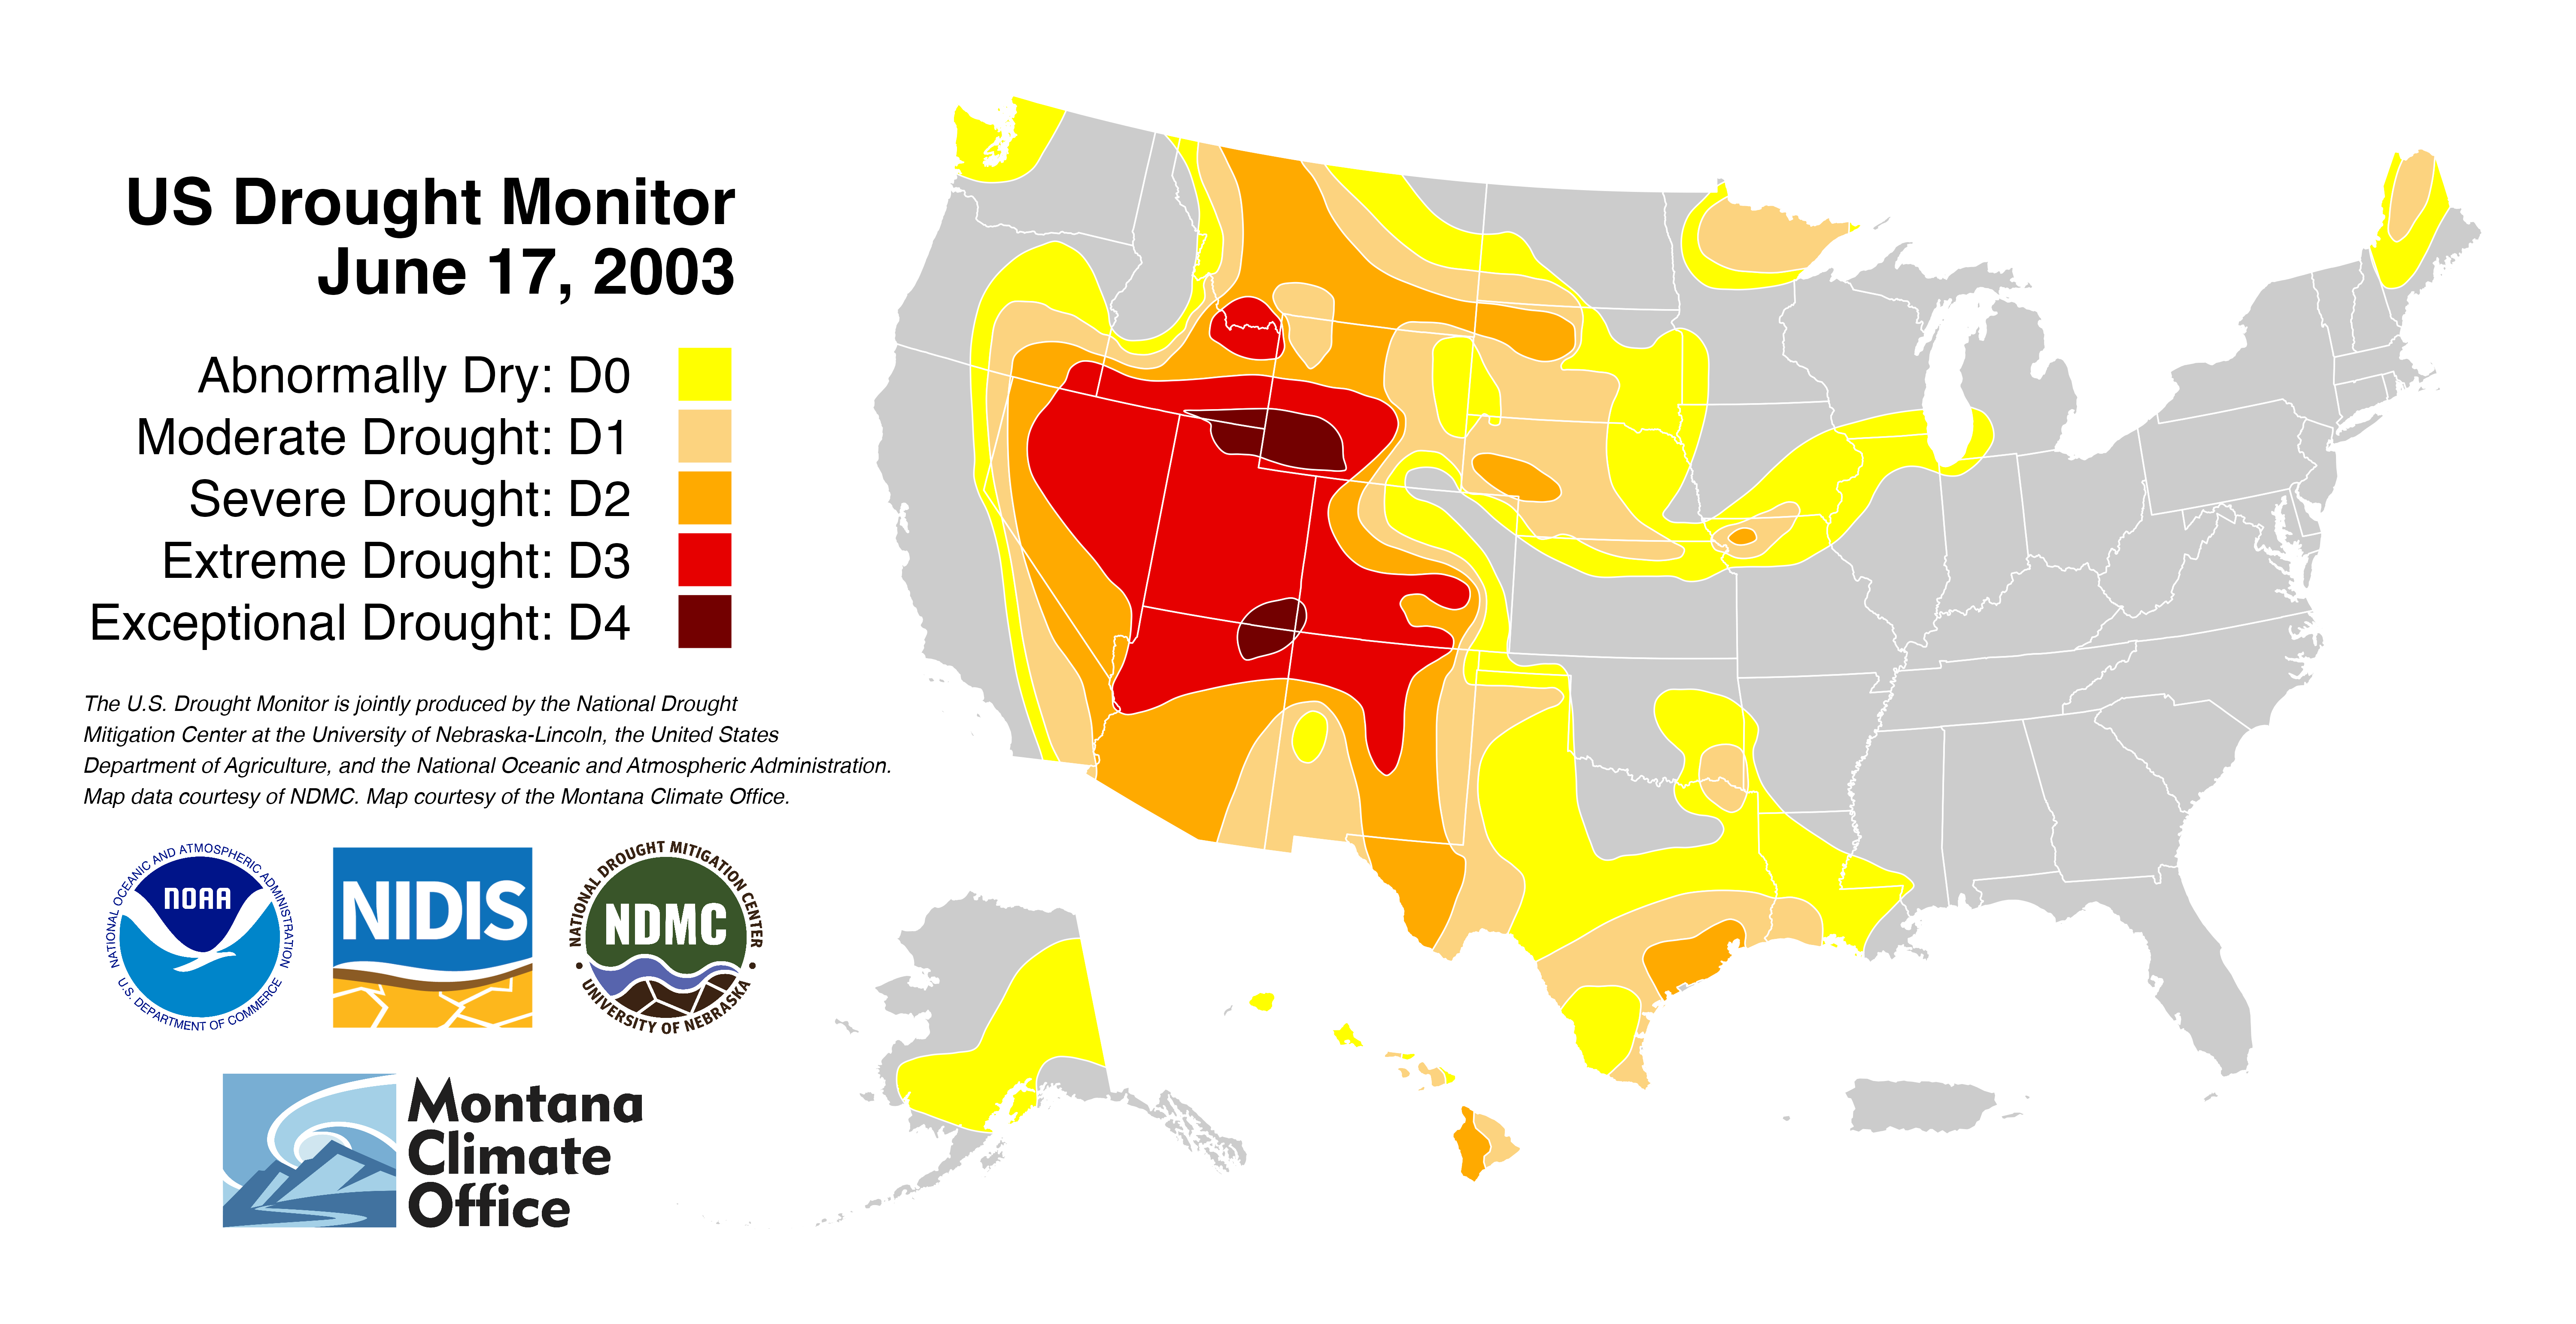 US Drought Monitor
June 17, 2003
Abnormally Dry: D0
Moderate Drought: D1
Severe Drought: D2
Extreme Drought: D3
Exceptional Drought: D4
The U.S. Drought Monitor is jointly produced by the National Drought
Mitigation Center at the University of Nebraska-Lincoln, the United States
Department of Agriculture, and the National Oceanic and Atmospheric Administration.
Map data courtesy of NDMC. Map courtesy of the Montana Climate Office.
NATIONAL OCEANIC AND ATMOSPHERIC ADMINISTRATION
NOAA
U.S. DEPARTMENT OF COMMERCE
NIDIS
NATIONAL DROUGHT MITIGATION CENTER
NDMC
UNIVERSITY OF NEBRASKA
Montana
Climate
Office